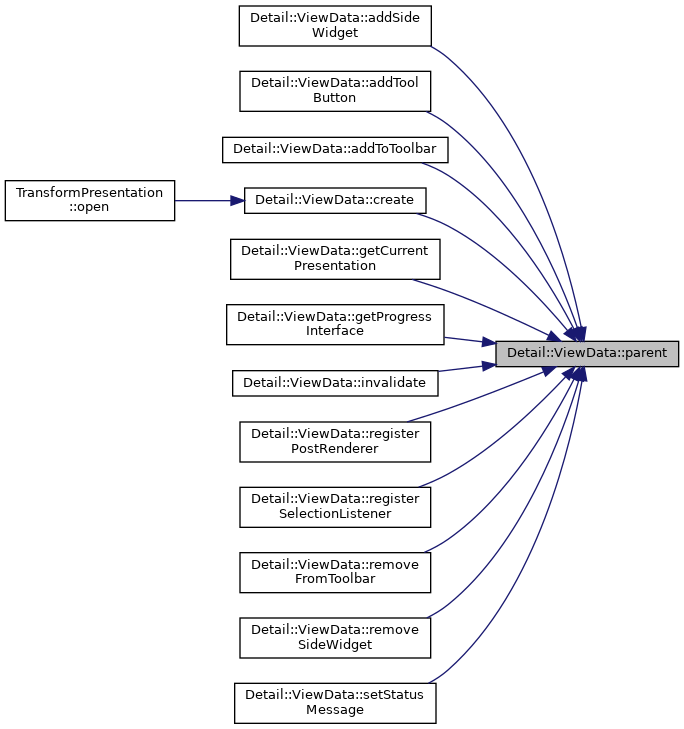 Detail::ViewData::addSide
Widget
Detail::ViewData::addTool
Button
Detail::ViewData::addToToolbar
TransformPresentation
::open
Detail::ViewData::create
Detail::ViewData::getCurrent
Presentation
Detail::ViewData::getProgress
Interface
Detail::ViewData::parent
Detail::ViewData::invalidate
Detail::ViewData::register
PostRenderer
Detail::ViewData::register
SelectionListener
Detail::ViewData::remove
FromToolbar
Detail::ViewData::remove
SideWidget
Detail::ViewData::setStatus
Message